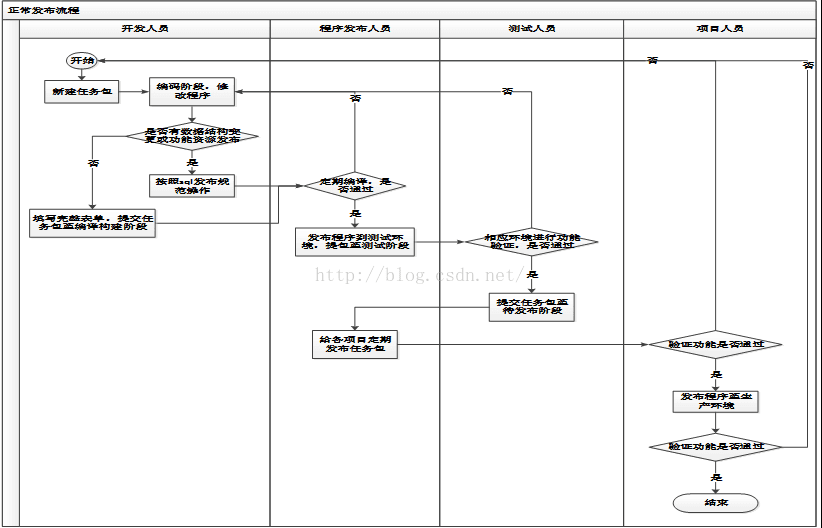 正常发布流程
开发人员
程序发布人员
测试人员
项目人员
开始
否
否
新建任务包
编码阶段，修
改程序
否
否
是否有数据结构变
更或功能资源发布
否
是
按照sql发布规
范操作
定期编译，是
否通过
填写完整表单，提交任
务包至编译构建阶段
是
发布程序到测试环
境，提包至测试阶段
相应环境进行功能
验证，是否通过
http://blog.csdn.net/
是
提交任务包至
待发布阶段
给各项目定期
发布任务包
验证功能是否通过
是
发布程序至生
产环境
验证功能是否通过
是
结束